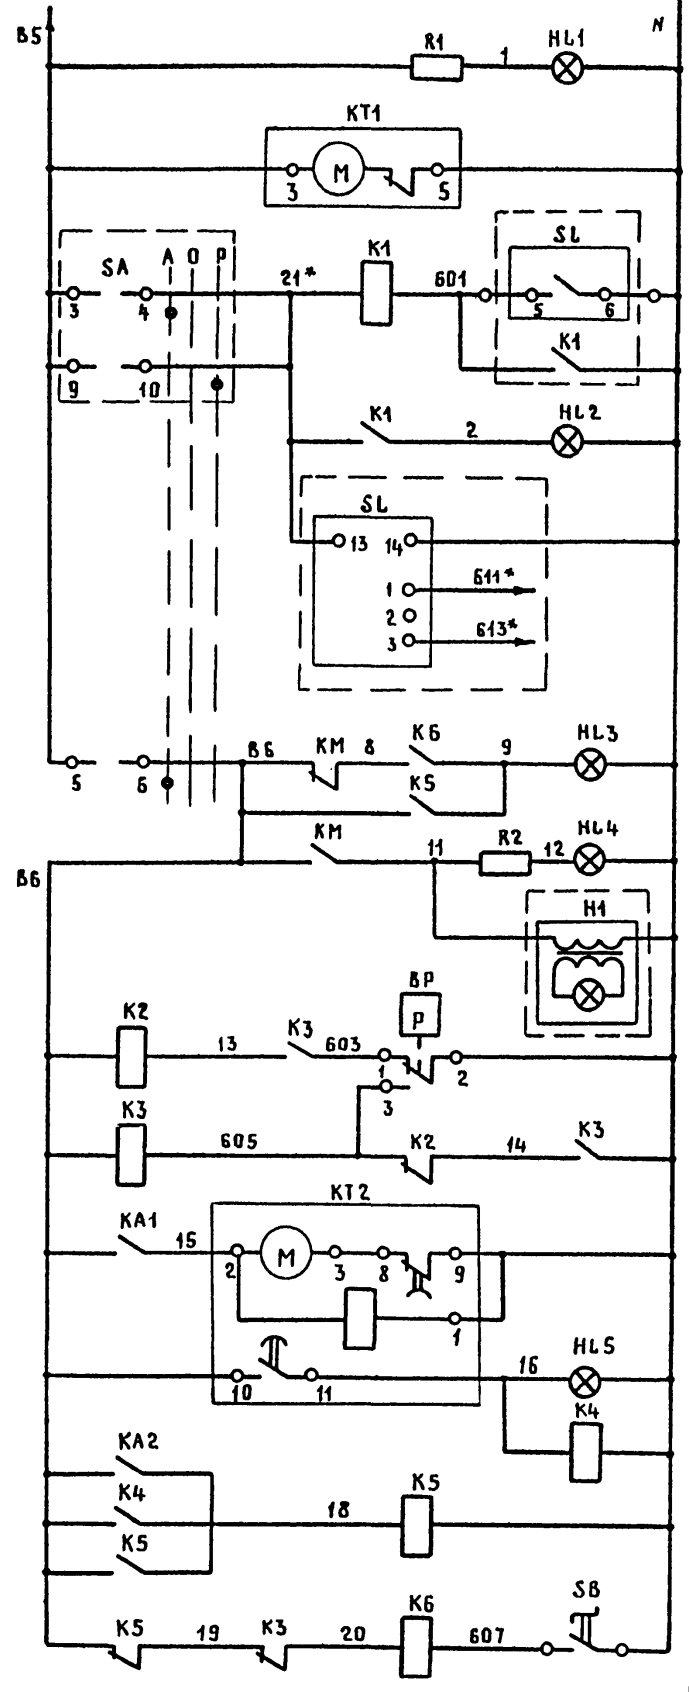 В5
N
R1 1 HL1
KT1
M
3 5
SA A O P
21* K1 601 SL
3 4 5 6
K1
9 10
K1 2 HL2
SL
13 14
1 611*
2
3 613*
В6 KM 8 K6 9 HL3
5 6 K5
KM 11 R2 12 HL4
В6
H1
BP
P
K2 13 K3 603
1 2
3
K3 605 K2 14 K3
KT2
KA1 15
2 M 3 8 9
1
10 11 16 HL5
K4
KA2
K4 18 K5
K5
K5 19 K3 20 K6 607 SB